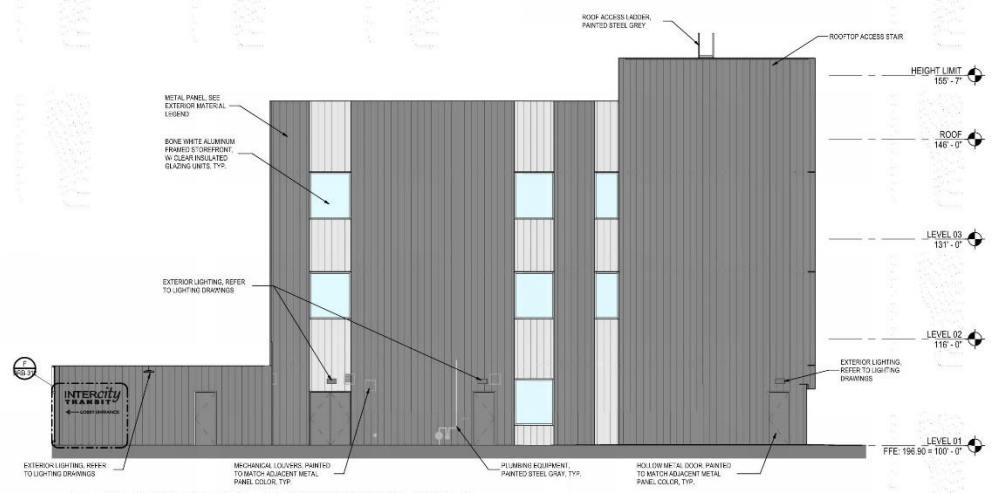 ROOF ACCESS LADDER,
PAINTED STEEL GREY
ROOFTOP ACCESS STAIR
HEIGHT LIMIT
155' - 7"
METAL PANEL, SEE
EXTERIOR MATERIAL
LEGEND
ROOF
146' - 0"
BONE WHITE ALUMINUM
FRAMED STOREFRONT,
W/ CLEAR INSULATED
GLAZING UNITS, TYP.
LEVEL 03
131' - 0"
EXTERIOR LIGHTING, REFER
TO LIGHTING DRAWINGS
LEVEL 02
116' - 0"
F
EXTERIOR LIGHTING,
REFER TO LIGHTING
DRAWINGS
INTERcity
TRANSIT
LOBBY ENTRANCE
LEVEL 01
FFE: 196.90 = 100' - 0"
EXTERIOR LIGHTING, REFER
TO LIGHTING DRAWINGS
MECHANICAL LOUVERS, PAINTED
TO MATCH ADJACENT METAL
PANEL COLOR, TYP.
PLUMBING EQUIPMENT,
PAINTED STEEL GRAY, TYP.
HOLLOW METAL DOOR, PAINTED
TO MATCH ADJACENT METAL
PANEL COLOR, TYP.